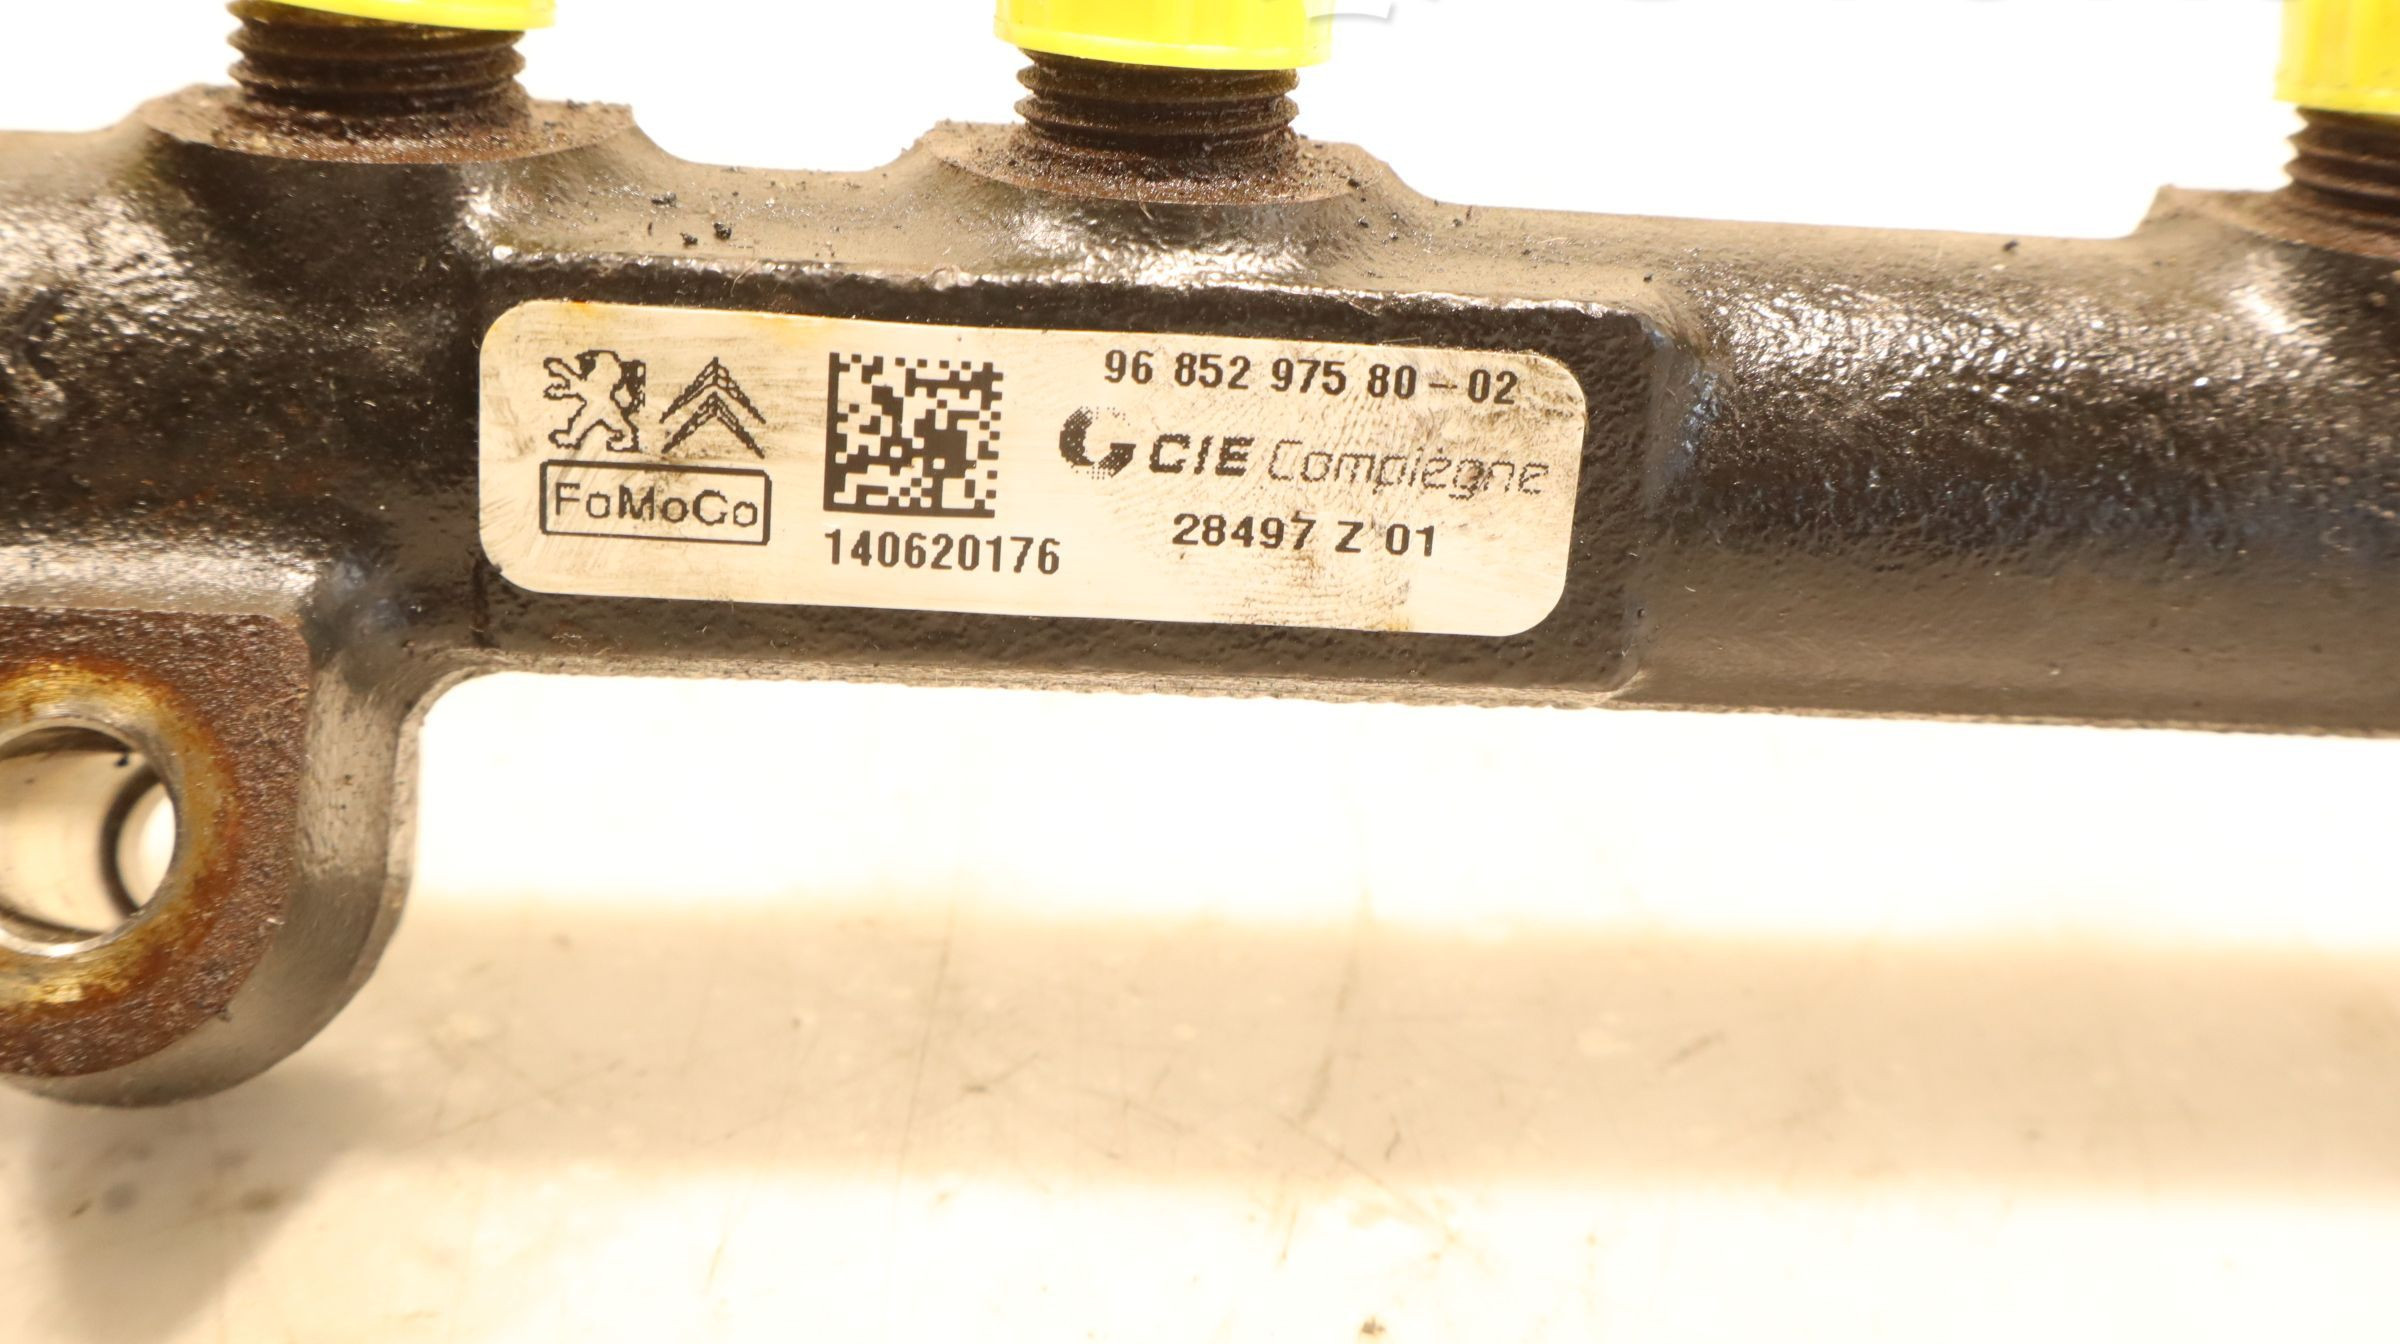 96 852 975 80-02
CIE Compiègne
FoMoCo
140620176
28497 Z 01